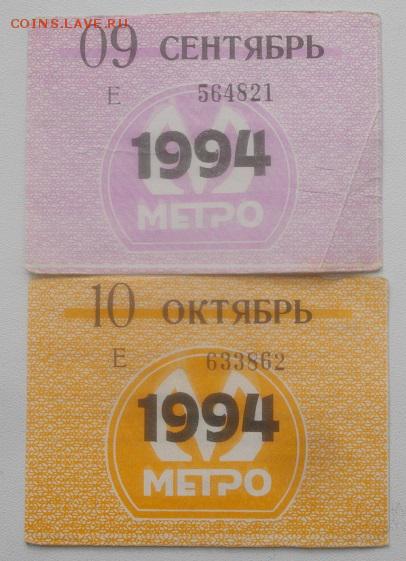 COINS.LAVE.RU
09 СЕНТЯБРЬ
Е 564821
1994
МЕТРО
10 ОКТЯБРЬ
Е 633862
1994
МЕТРО